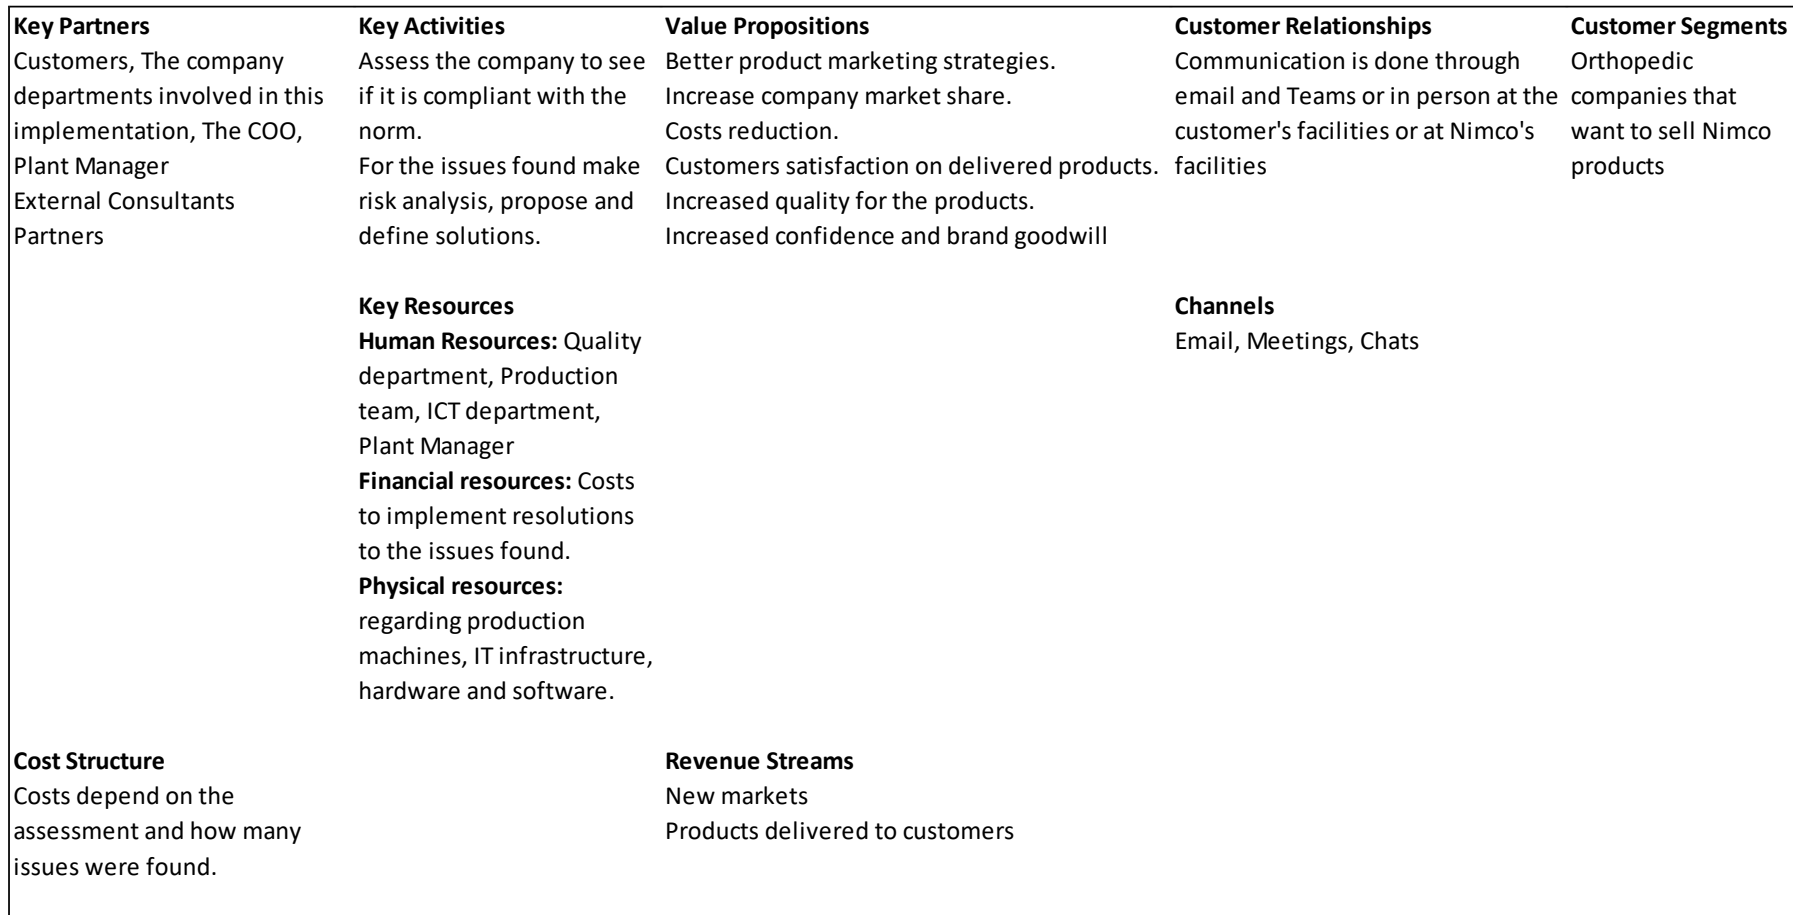 Key Partners
Customers, The company
departments involved in this
implementation, The COO,
Plant Manager
External Consultants
Partners
Key Activities
Assess the company to see
if it is compliant with the
norm.
For the issues found make
risk analysis, propose and
define solutions.
Key Resources
Human Resources: Quality
department, Production
team, ICT department,
Plant Manager
Financial resources: Costs
to implement resolutions
to the issues found.
Physical resources:
regarding production
machines, IT infrastructure,
hardware and software.
Value Propositions
Better product marketing strategies.
Increase company market share.
Costs reduction.
Customers satisfaction on delivered products.
Increased quality for the products.
Increased confidence and brand goodwill
Customer Relationships
Communication is done through
email and Teams or in person at the
customer's facilities or at Nimco's
facilities
Channels
Email, Meetings, Chats
Customer Segments
Orthopedic
companies that
want to sell Nimco
products
Cost Structure
Costs depend on the
assessment and how many
issues were found.
Revenue Streams
New markets
Products delivered to customers